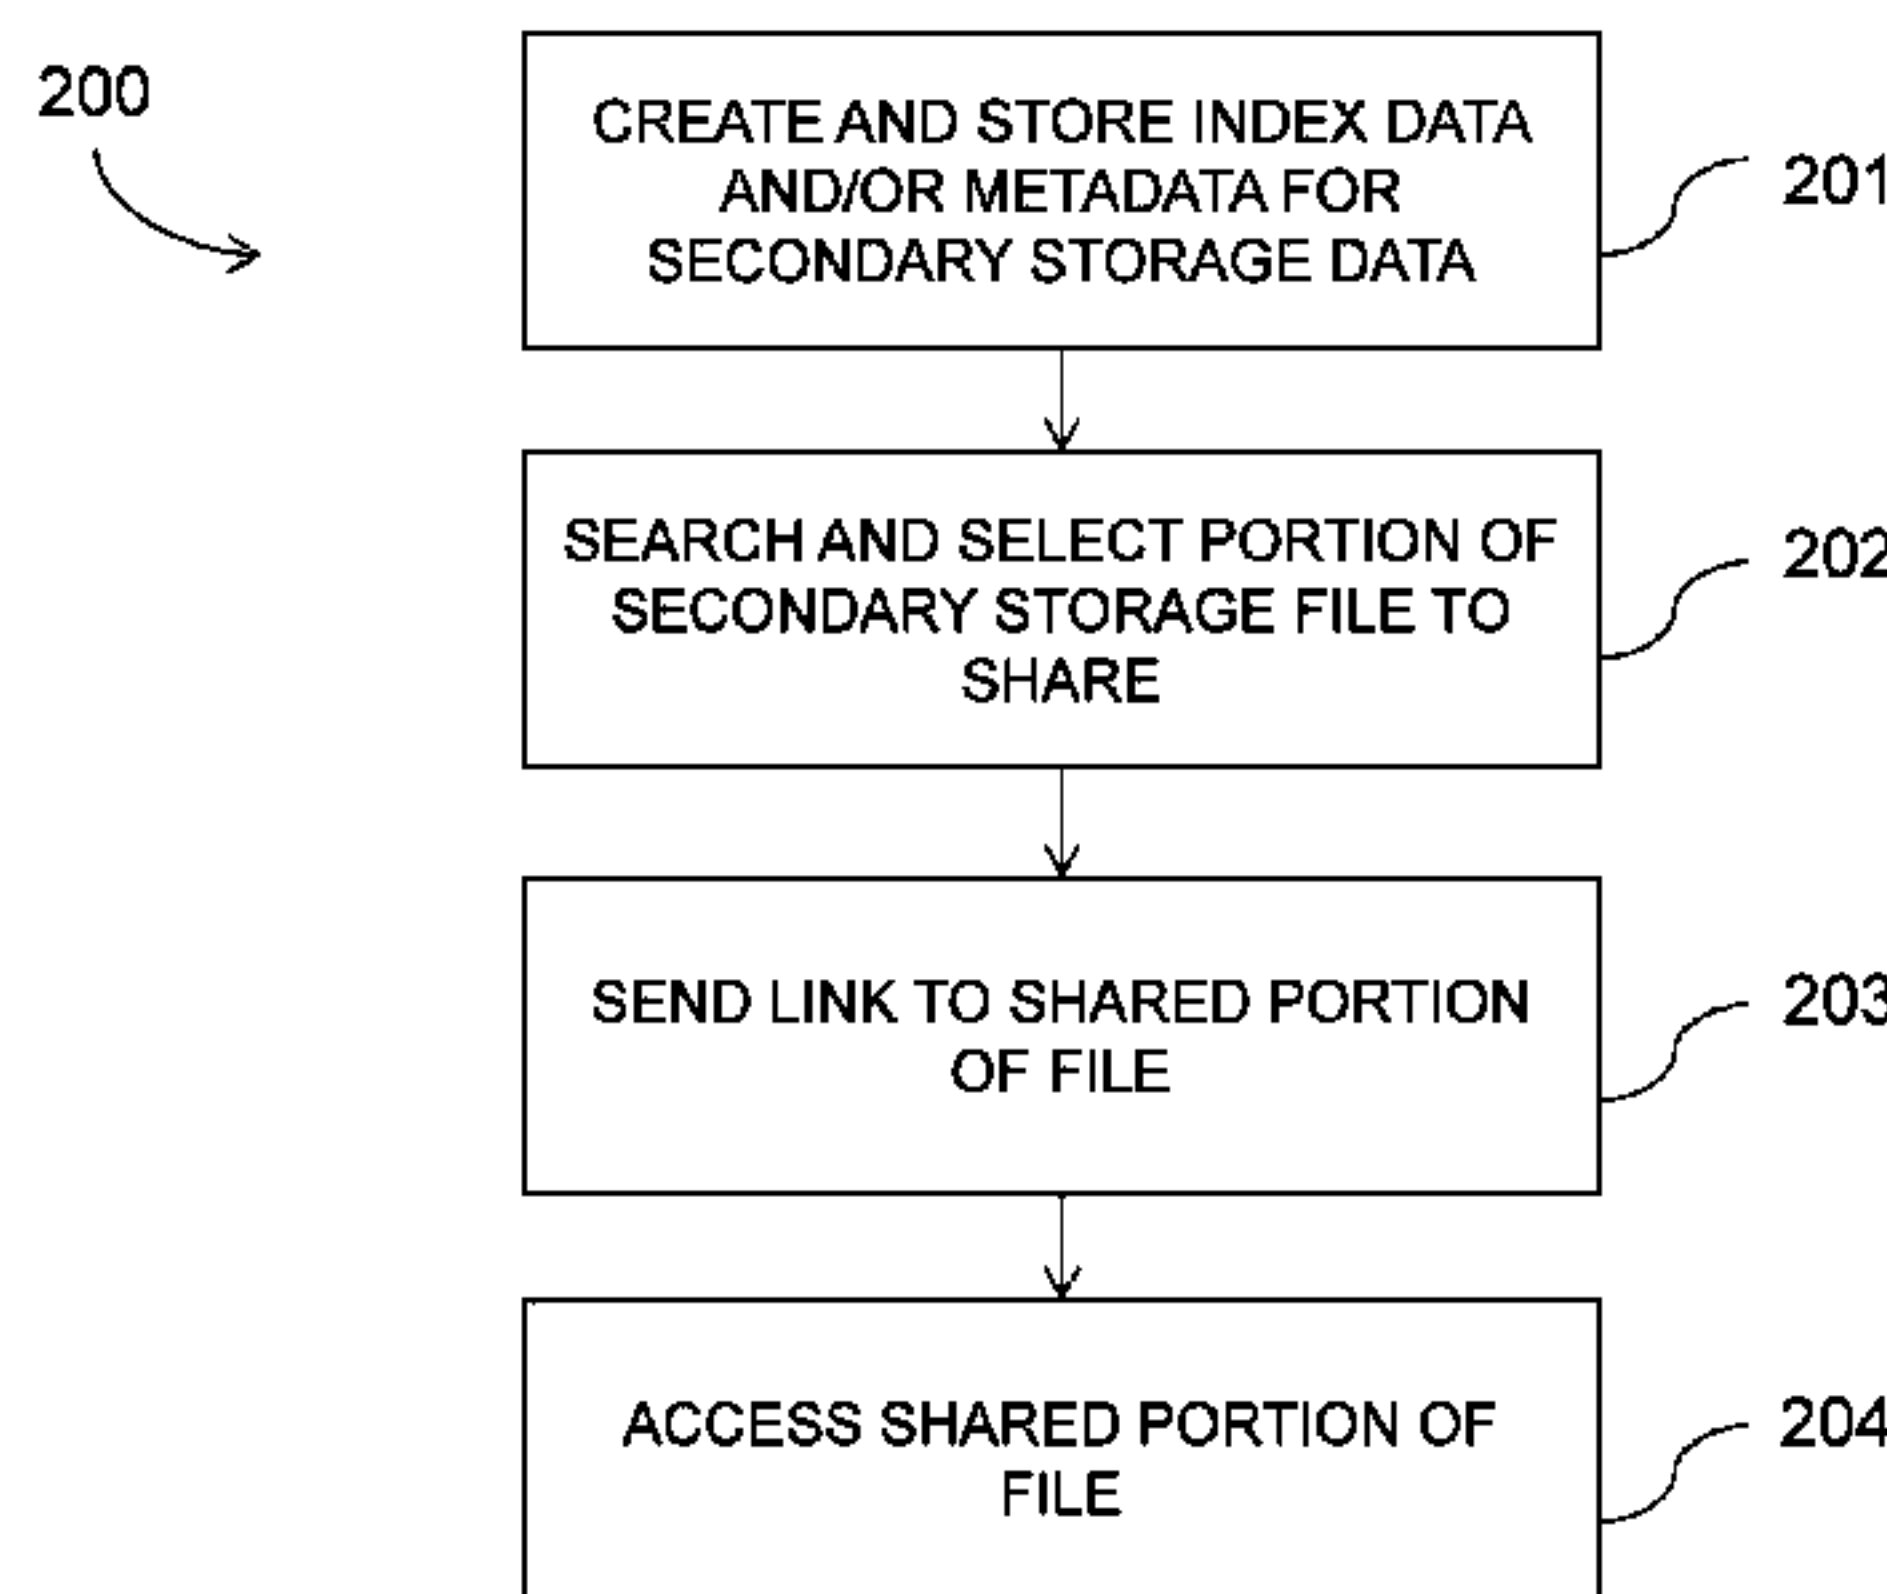 200
CREATE AND STORE INDEX DATA
AND/OR METADATA FOR
SECONDARY STORAGE DATA
201
SEARCH AND SELECT PORTION OF
SECONDARY STORAGE FILE TO
SHARE
202
SEND LINK TO SHARED PORTION
OF FILE
203
ACCESS SHARED PORTION OF
FILE
204